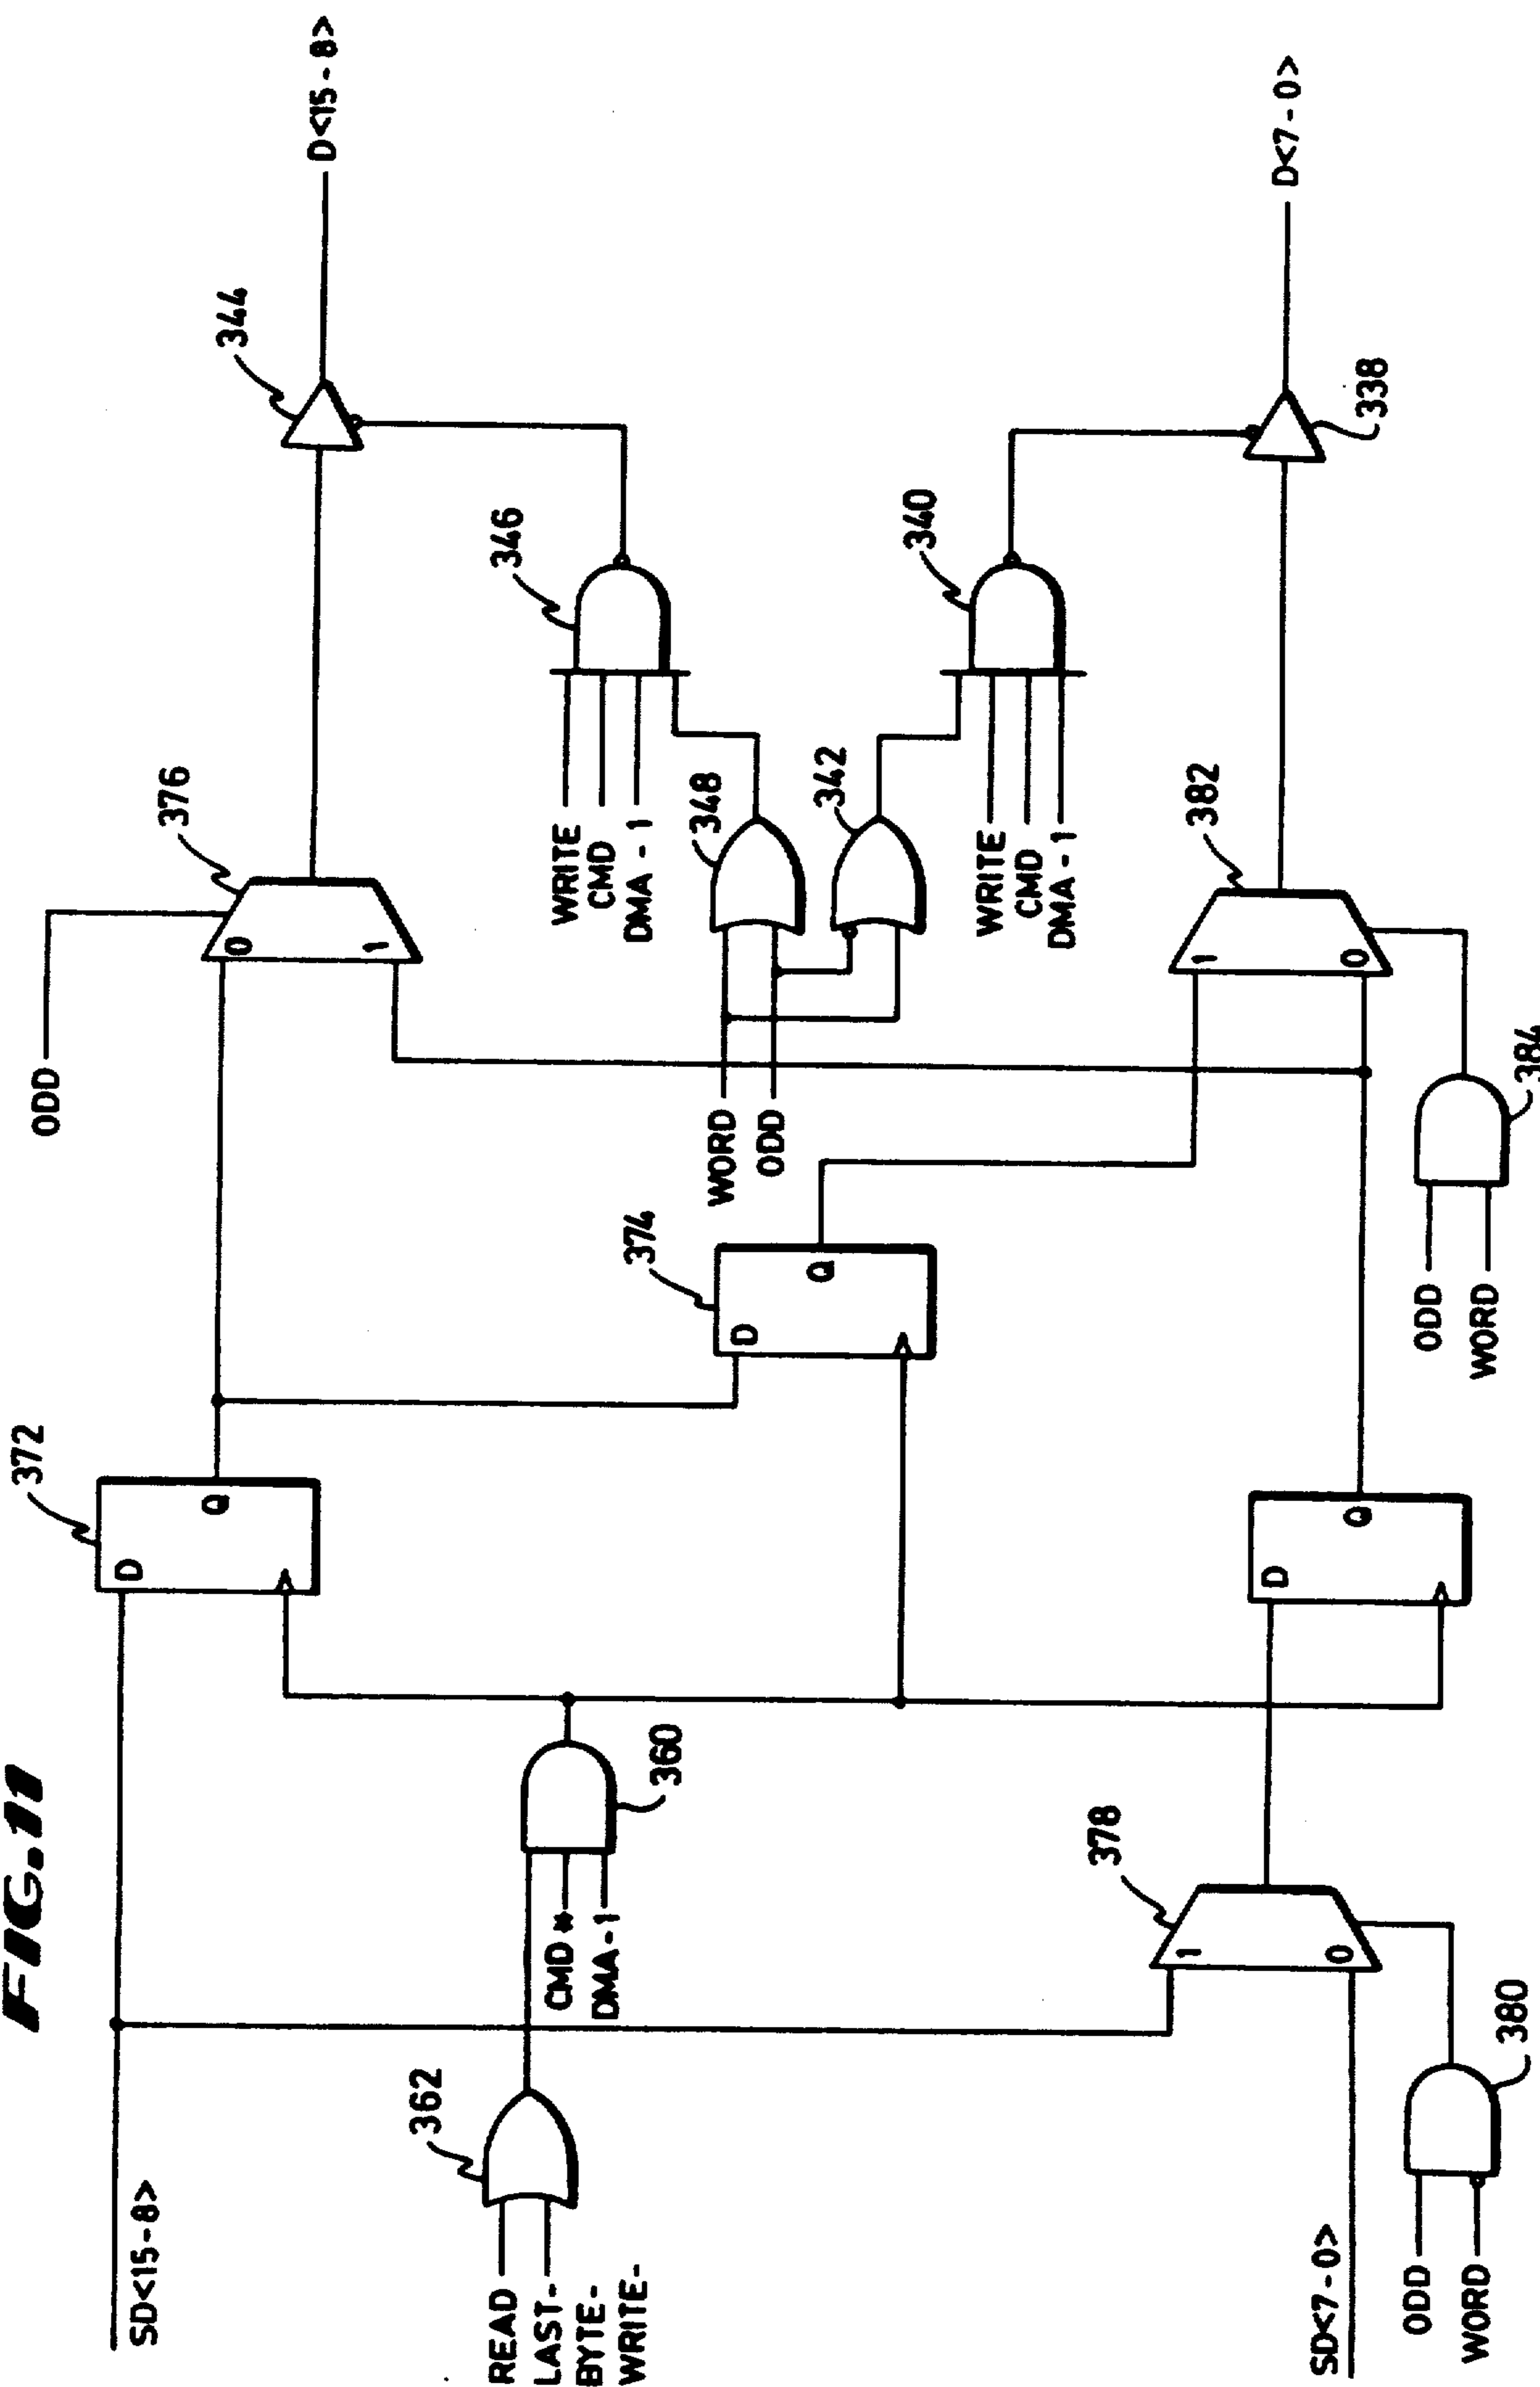 FIG.11
SD<15-8>
READ
LAST-
BYTE-
WRITE-
362
CMD*
DMA-1
360
SD<7-0>
ODD
WORD
380
378
1
0
372
D
Q
374
D
Q
D
Q
ODD
376
0
1
WORD
ODD
348
342
WRITE
CMD
DMA-1
346
WRITE
CMD
DMA-1
340
ODD
WORD
384
382
1
0
344
D<15-8>
338
D<7-0>